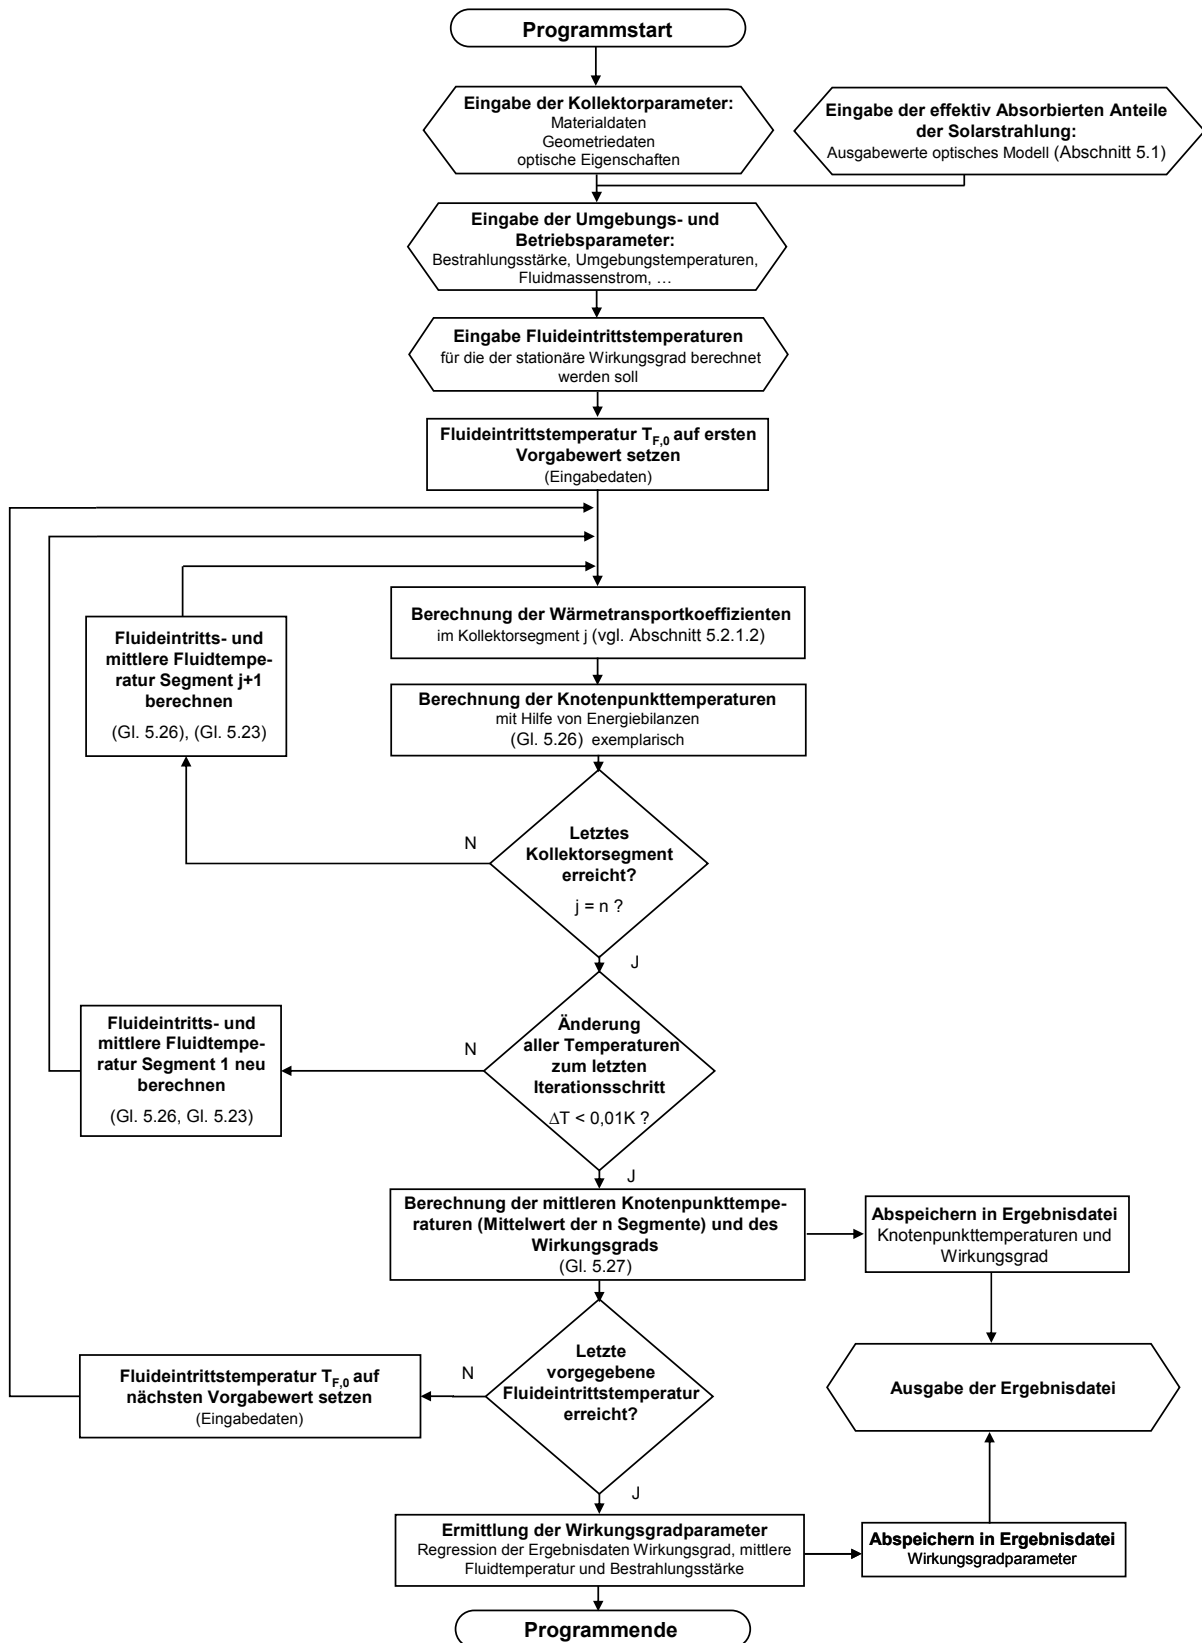 Programmstart
Eingabe der Kollektorparameter:
Materialdaten
Geometriedaten
optische Eigenschaften
Eingabe der effektiv Absorbierten Anteile
der Solarstrahlung:
Ausgabewerte optisches Modell (Abschnitt 5.1)
Eingabe der Umgebungs- und
Betriebsparameter:
Bestrahlungsstärke, Umgebungstemperaturen,
Fluidmassenstrom, …
Eingabe Fluideintrittstemperaturen
für die der stationäre Wirkungsgrad berechnet
werden soll
Fluideintrittstemperatur T_F,0 auf ersten
Vorgabewert setzen
(Eingabedaten)
Berechnung der Wärmetransportkoeffizienten
im Kollektorsegment j (vgl. Abschnitt 5.2.1.2)
Fluideintritts- und
mittlere Fluidtempe-
ratur Segment j+1
berechnen
(Gl. 5.26), (Gl. 5.23)
Berechnung der Knotenpunkttemperaturen
mit Hilfe von Energiebilanzen
(Gl. 5.26) exemplarisch
N
Letztes
Kollektorsegment
erreicht?
j = n ?
J
Fluideintritts- und
mittlere Fluidtempe-
ratur Segment 1 neu
berechnen
(Gl. 5.26, Gl. 5.23)
N
Änderung
aller Temperaturen
zum letzten
Iterationsschritt
ΔT < 0,01K ?
J
Berechnung der mittleren Knotenpunkttempe-
raturen (Mittelwert der n Segmente) und des
Wirkungsgrads
(Gl. 5.27)
Abspeichern in Ergebnisdatei
Knotenpunkttemperaturen und
Wirkungsgrad
Fluideintrittstemperatur T_F,0 auf
nächsten Vorgabewert setzen
(Eingabedaten)
N
Letzte
vorgegebene
Fluideintrittstemperatur
erreicht?
J
Ausgabe der Ergebnisdatei
Ermittlung der Wirkungsgradparameter
Regression der Ergebnisdaten Wirkungsgrad, mittlere
Fluidtemperatur und Bestrahlungsstärke
Abspeichern in Ergebnisdatei
Wirkungsgradparameter
Programmende